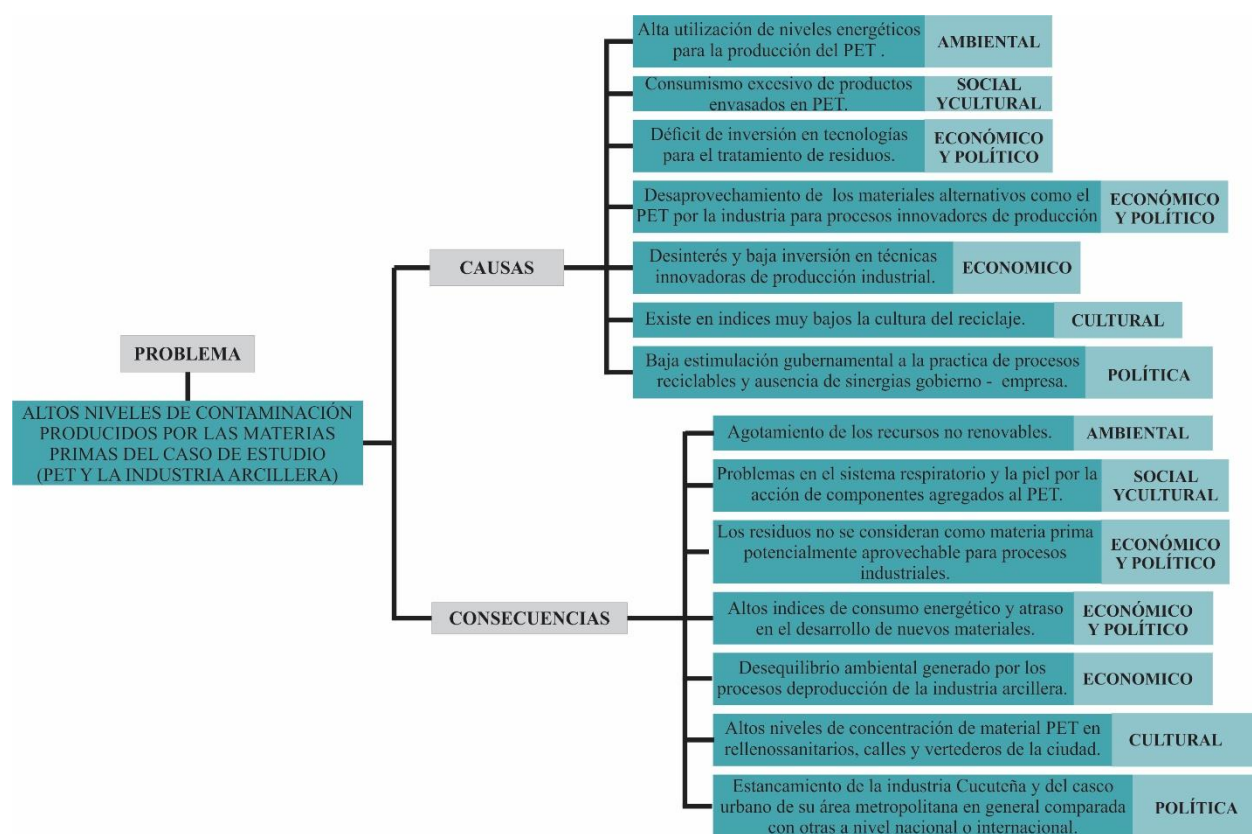 Alta utilización de niveles energéticos
para la producción del PET .
AMBIENTAL
Consumismo excesivo de productos
envasados en PET.
SOCIAL
YCULTURAL
Déficit de inversión en tecnologías
para el tratamiento de residuos.
ECONÓMICO
Y POLÍTICO
Desaprovechamiento de los materiales alternativos como el
PET por la industria para procesos innovadores de producción
ECONÓMICO
Y POLÍTICO
CAUSAS
Desinterés y baja inversión en técnicas
innovadoras de producción industrial.
ECONOMICO
Existe en indices muy bajos la cultura del reciclaje.
CULTURAL
PROBLEMA
Baja estimulación gubernamental a la practica de procesos
reciclables y ausencia de sinergias gobierno - empresa.
POLÍTICA
ALTOS NIVELES DE CONTAMINACIÓN
PRODUCIDOS POR LAS MATERIAS
PRIMAS DEL CASO DE ESTUDIO
(PET Y LA INDUSTRIA ARCILLERA)
Agotamiento de los recursos no renovables.
AMBIENTAL
Problemas en el sistema respiratorio y la piel por la
acción de componentes agregados al PET.
SOCIAL
YCULTURAL
Los residuos no se consideran como materia prima
potencialmente aprovechable para procesos
industriales.
ECONÓMICO
Y POLÍTICO
CONSECUENCIAS
Altos indices de consumo energético y atraso
en el desarrollo de nuevos materiales.
ECONÓMICO
Y POLÍTICO
Desequilibrio ambiental generado por los
procesos deproducción de la industria arcillera.
ECONOMICO
Altos niveles de concentración de material PET en
rellenossanitarios, calles y vertederos de la ciudad.
CULTURAL
Estancamiento de la industria Cucuteña y del casco
urbano de su área metropolitana en general comparada
con otras a nivel nacional o internacional.
POLÍTICA